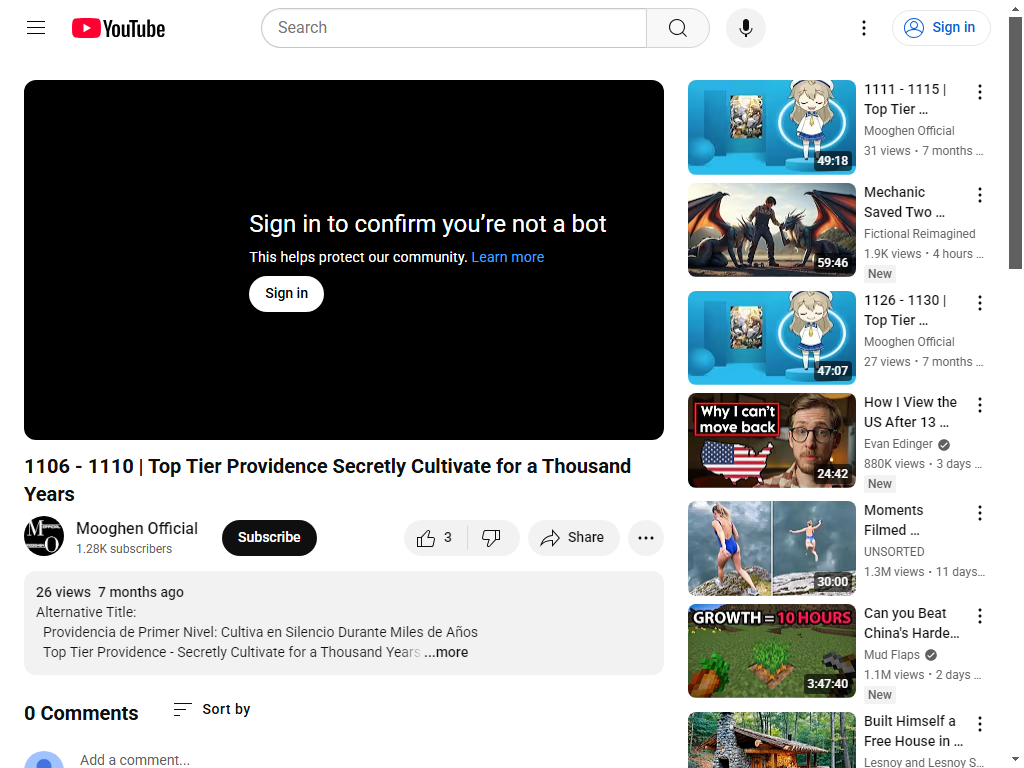 YouTube
Search
Sign in
Sign in to confirm you’re not a bot
This helps protect our community. Learn more
Sign in
1106 - 1110 | Top Tier Providence Secretly Cultivate for a Thousand
Years
Mooghen Official
1.28K subscribers
Subscribe
3
Share
26 views 7 months ago
Alternative Title:
Providencia de Primer Nivel: Cultiva en Silencio Durante Miles de Años
Top Tier Providence - Secretly Cultivate for a Thousand Years ...more
0 Comments
Sort by
Add a comment...
49:18
1111 - 1115 |
Top Tier ...
Mooghen Official
31 views • 7 months ...
59:46
Mechanic
Saved Two ...
Fictional Reimagined
1.9K views • 4 hours ...
New
47:07
1126 - 1130 |
Top Tier ...
Mooghen Official
27 views • 7 months ...
Why I can't
move back
24:42
How I View the
US After 13 ...
Evan Edinger
880K views • 3 days ...
New
30:00
Moments
Filmed ...
UNSORTED
1.3M views • 11 days...
GROWTH = 10 HOURS
3:47:40
Can you Beat
China's Harde...
Mud Flaps
1.1M views • 2 days ...
New
Built Himself a
Free House in ...
Lesnoy and Lesnoy S...